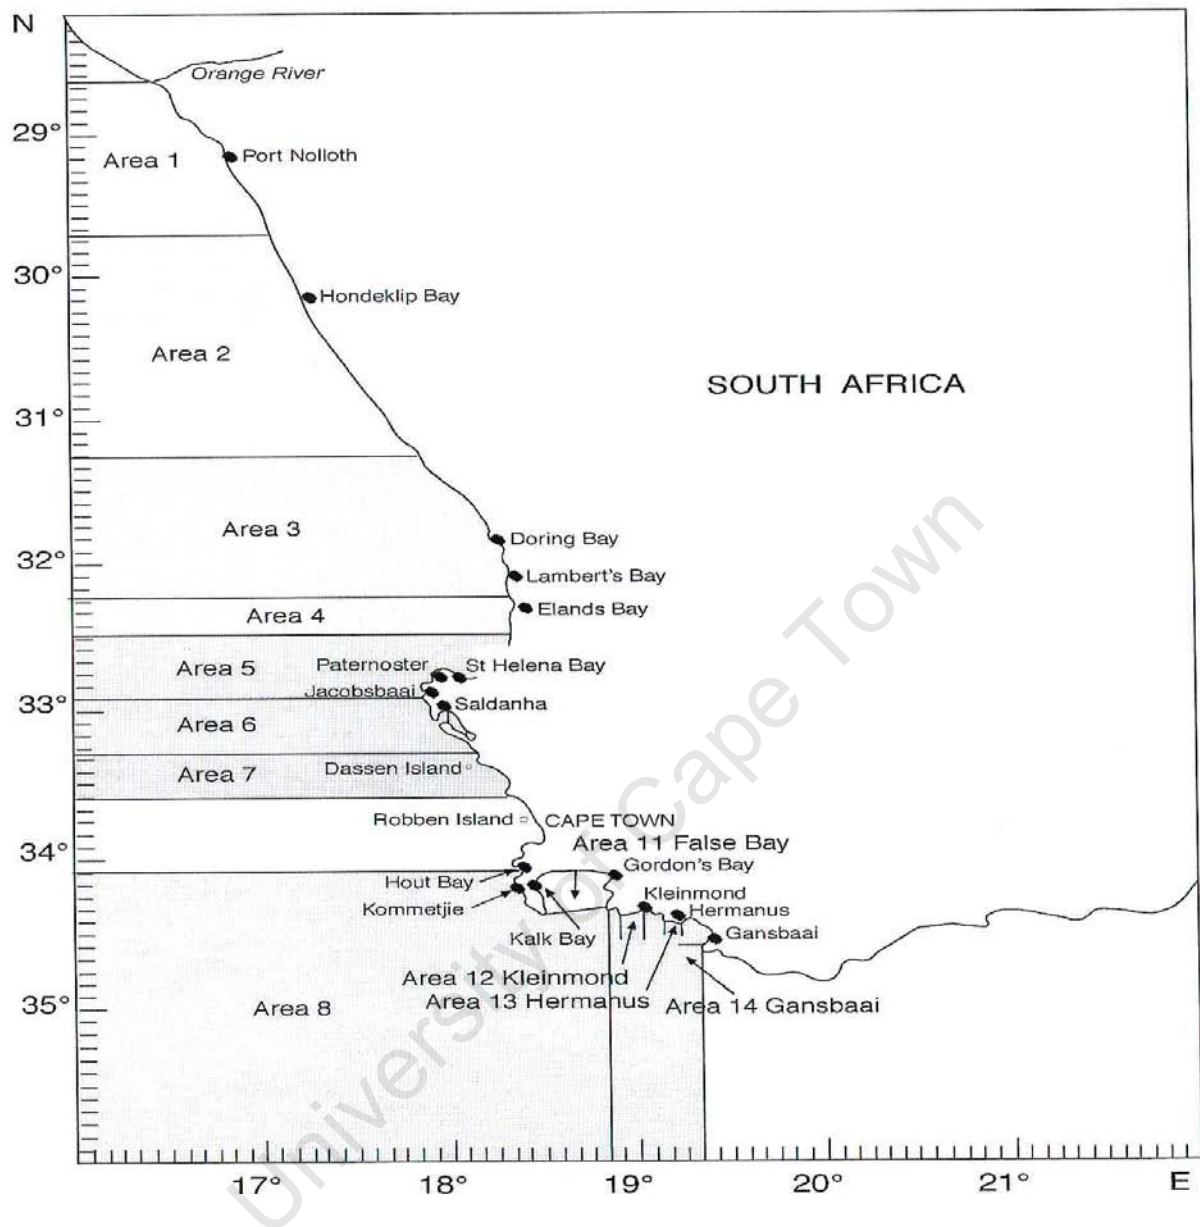 N
Orange River
29°
Area 1
Port Nolloth
30°
Hondeklip Bay
Area 2
SOUTH AFRICA
31°
Area 3
Doring Bay
32°
Lambert's Bay
Area 4
Elands Bay
Area 5
Paternoster
St Helena Bay
Jacobsbaai
33°
Saldanha
Area 6
Area 7
Dassen Island
Robben Island
CAPE TOWN
Area 11 False Bay
34°
Gordon's Bay
Hout Bay
Kleinmond
Kommetjie
Hermanus
Kalk Bay
Gansbaai
Area 12 Kleinmond
Area 13 Hermanus
Area 14 Gansbaai
35°
Area 8
17°
18°
19°
20°
21°
E
University of Cape Town